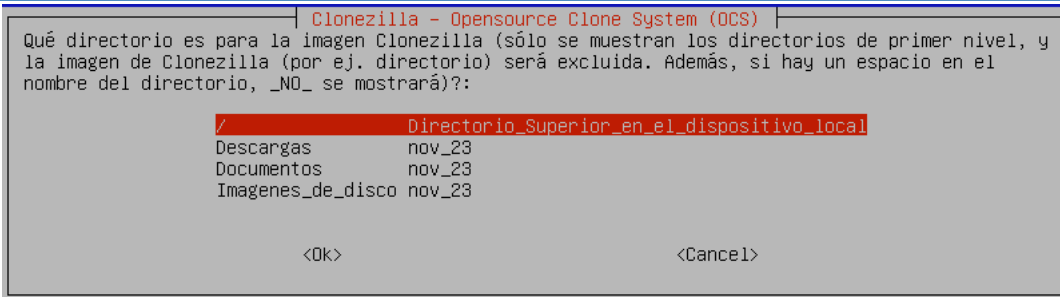 Clonezilla - Opensource Clone System (OCS)
Qué directorio es para la imagen Clonezilla (sólo se muestran los directorios de primer nivel, y
la imagen de Clonezilla (por ej. directorio) será excluida. Además, si hay un espacio en el
nombre del directorio, _NO_ se mostrará)?:
/ Directorio_Superior_en_el_dispositivo_local
Descargas nov_23
Documentos nov_23
Imagenes_de_disco nov_23
<Ok> <Cancel>